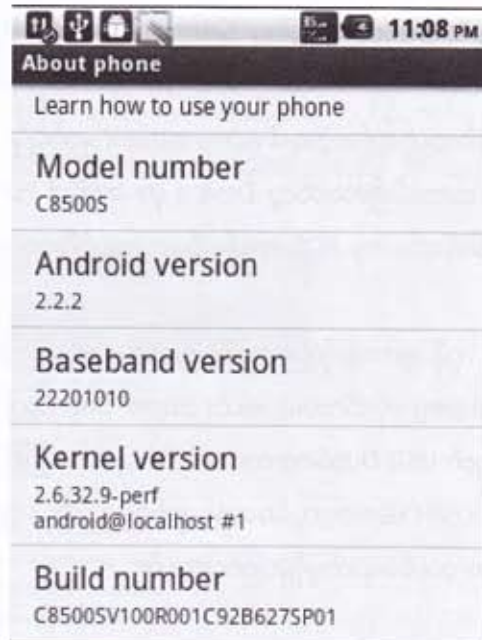 11:08 PM
About phone
Learn how to use your phone
Model number
C8500S
Android version
2.2.2
Baseband version
22201010
Kernel version
2.6.32.9-perf
android@localhost #1
Build number
C8500SV100R001C92B627SP01